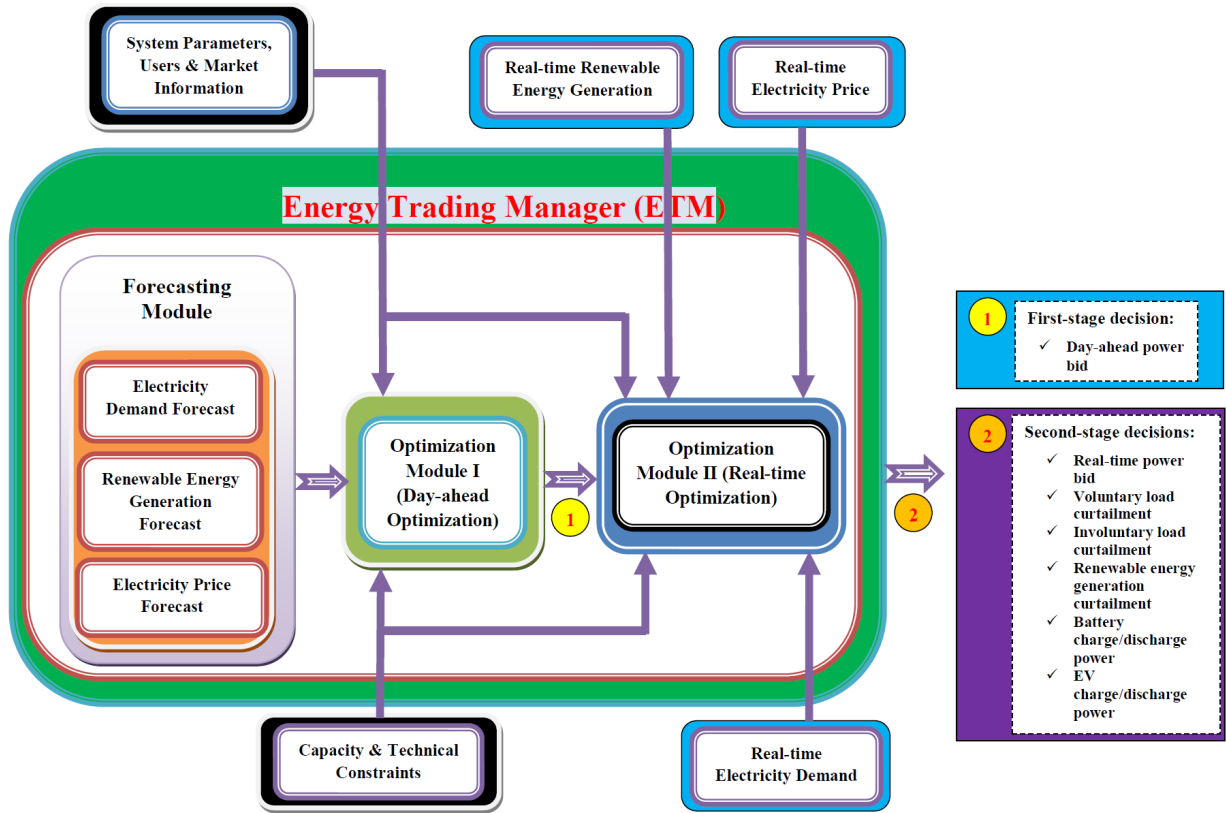 System Parameters,
Users & Market
Information
Real-time Renewable
Energy Generation
Real-time
Electricity Price
Energy Trading Manager (ETM)
Forecasting
Module
Electricity
Demand Forecast
Renewable Energy
Generation
Forecast
Electricity Price
Forecast
Optimization
Module I
(Day-ahead
Optimization)
1
Optimization
Module II (Real-time
Optimization)
2
1
First-stage decision:
✓ Day-ahead power
bid
2
Second-stage decisions:
✓ Real-time power
bid
✓ Voluntary load
curtailment
✓ Involuntary load
curtailment
✓ Renewable energy
generation
curtailment
✓ Battery
charge/discharge
power
✓ EV
charge/discharge
power
Capacity & Technical
Constraints
Real-time
Electricity Demand